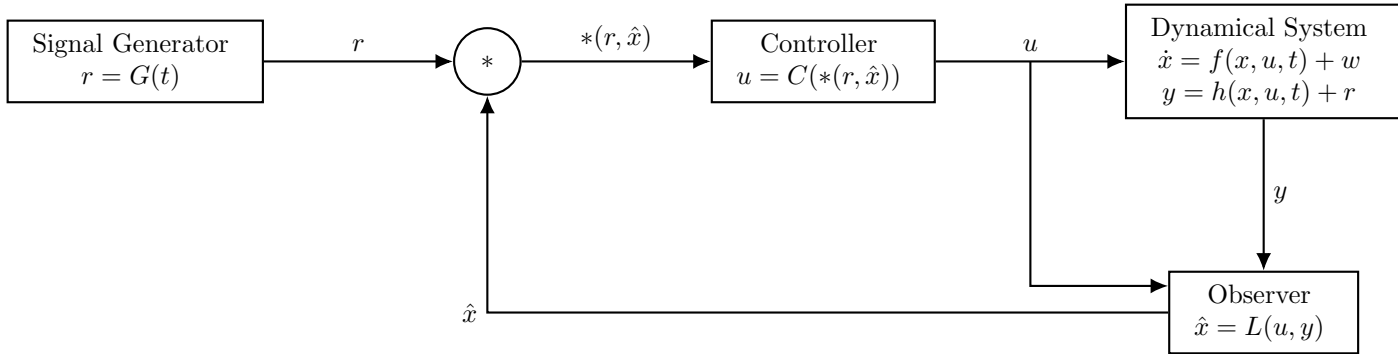 Signal Generator
r = G(t)
r
*
*(r, x̂)
Controller
u = C(*(r, x̂))
u
Dynamical System
ẋ = f(x, u, t) + w
y = h(x, u, t) + r
y
x̂
Observer
x̂ = L(u, y)